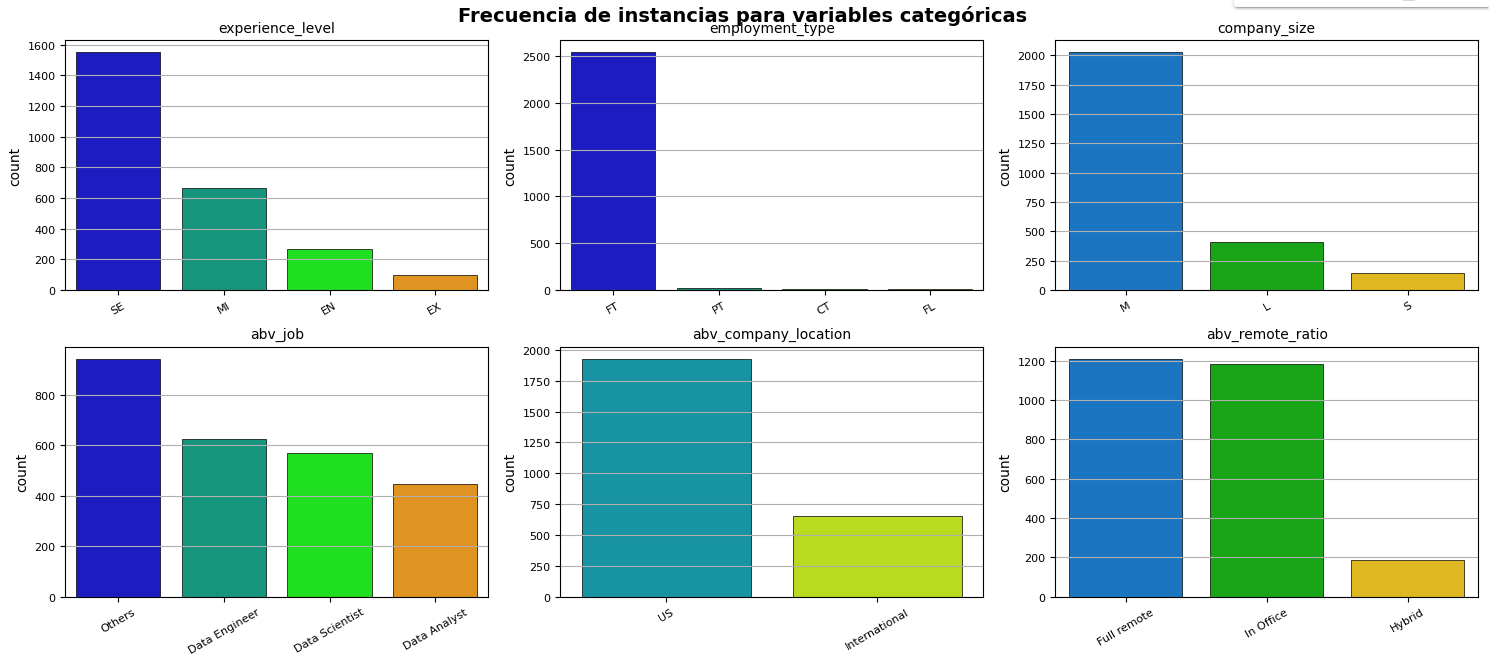 Frecuencia de instancias para variables categóricas
experience_level
count
1600
1400
1200
1000
800
600
400
200
0
SE
MI
EN
EX
employment_type
count
2500
2000
1500
1000
500
0
FT
PT
CT
FL
company_size
count
2000
1750
1500
1250
1000
750
500
250
0
M
L
S
abv_job
count
800
600
400
200
0
Others
Data Engineer
Data Scientist
Data Analyst
abv_company_location
count
2000
1750
1500
1250
1000
750
500
250
0
US
International
abv_remote_ratio
count
1200
1000
800
600
400
200
0
Full remote
In Office
Hybrid